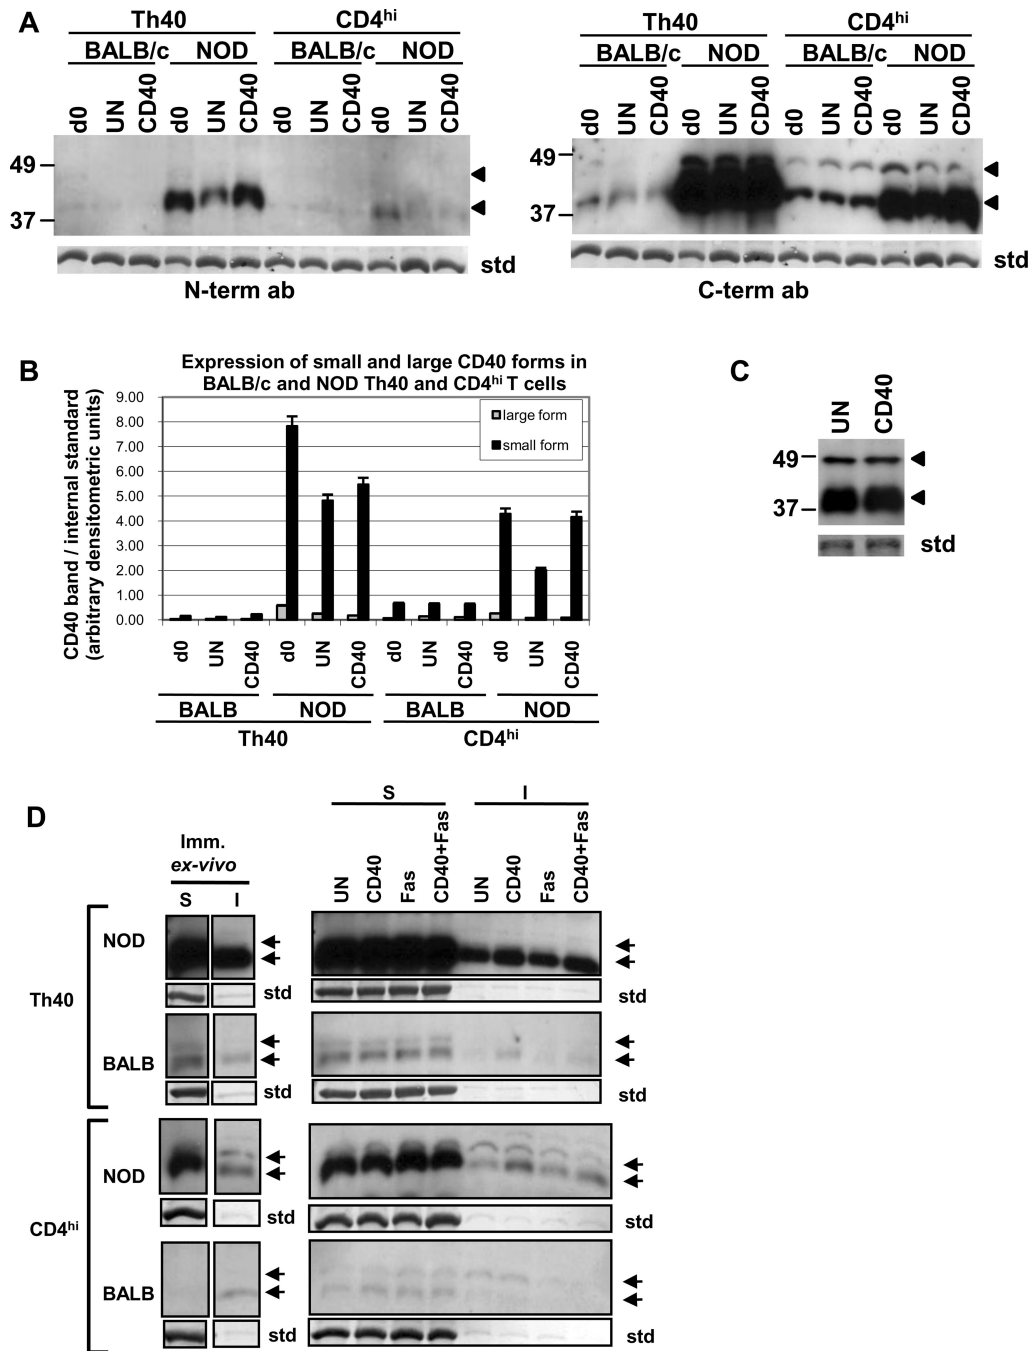 A
Th40 CD4hi
BALB/c NOD BALB/c NOD
d0 UN CD40 d0 UN CD40 d0 UN CD40 d0 UN CD40
49
37
std
N-term ab
Th40 CD4hi
BALB/c NOD BALB/c NOD
d0 UN CD40 d0 UN CD40 d0 UN CD40 d0 UN CD40
49
37
std
C-term ab
B
Expression of small and large CD40 forms in
BALB/c and NOD Th40 and CD4hi T cells
CD40 band / internal standard
(arbitrary densitometric units)
9.00
8.00
7.00
6.00
5.00
4.00
3.00
2.00
1.00
0.00
large form
small form
d0 UN CD40 d0 UN CD40 d0 UN CD40 d0 UN CD40
BALB NOD BALB NOD
Th40 CD4hi
C
UN CD40
49
37
std
D
Imm.
ex-vivo
S I
S I
UN CD40 Fas CD40+Fas UN CD40 Fas CD40+Fas
Th40
NOD
std std
BALB
std std
CD4hi
NOD
std std
BALB
std std